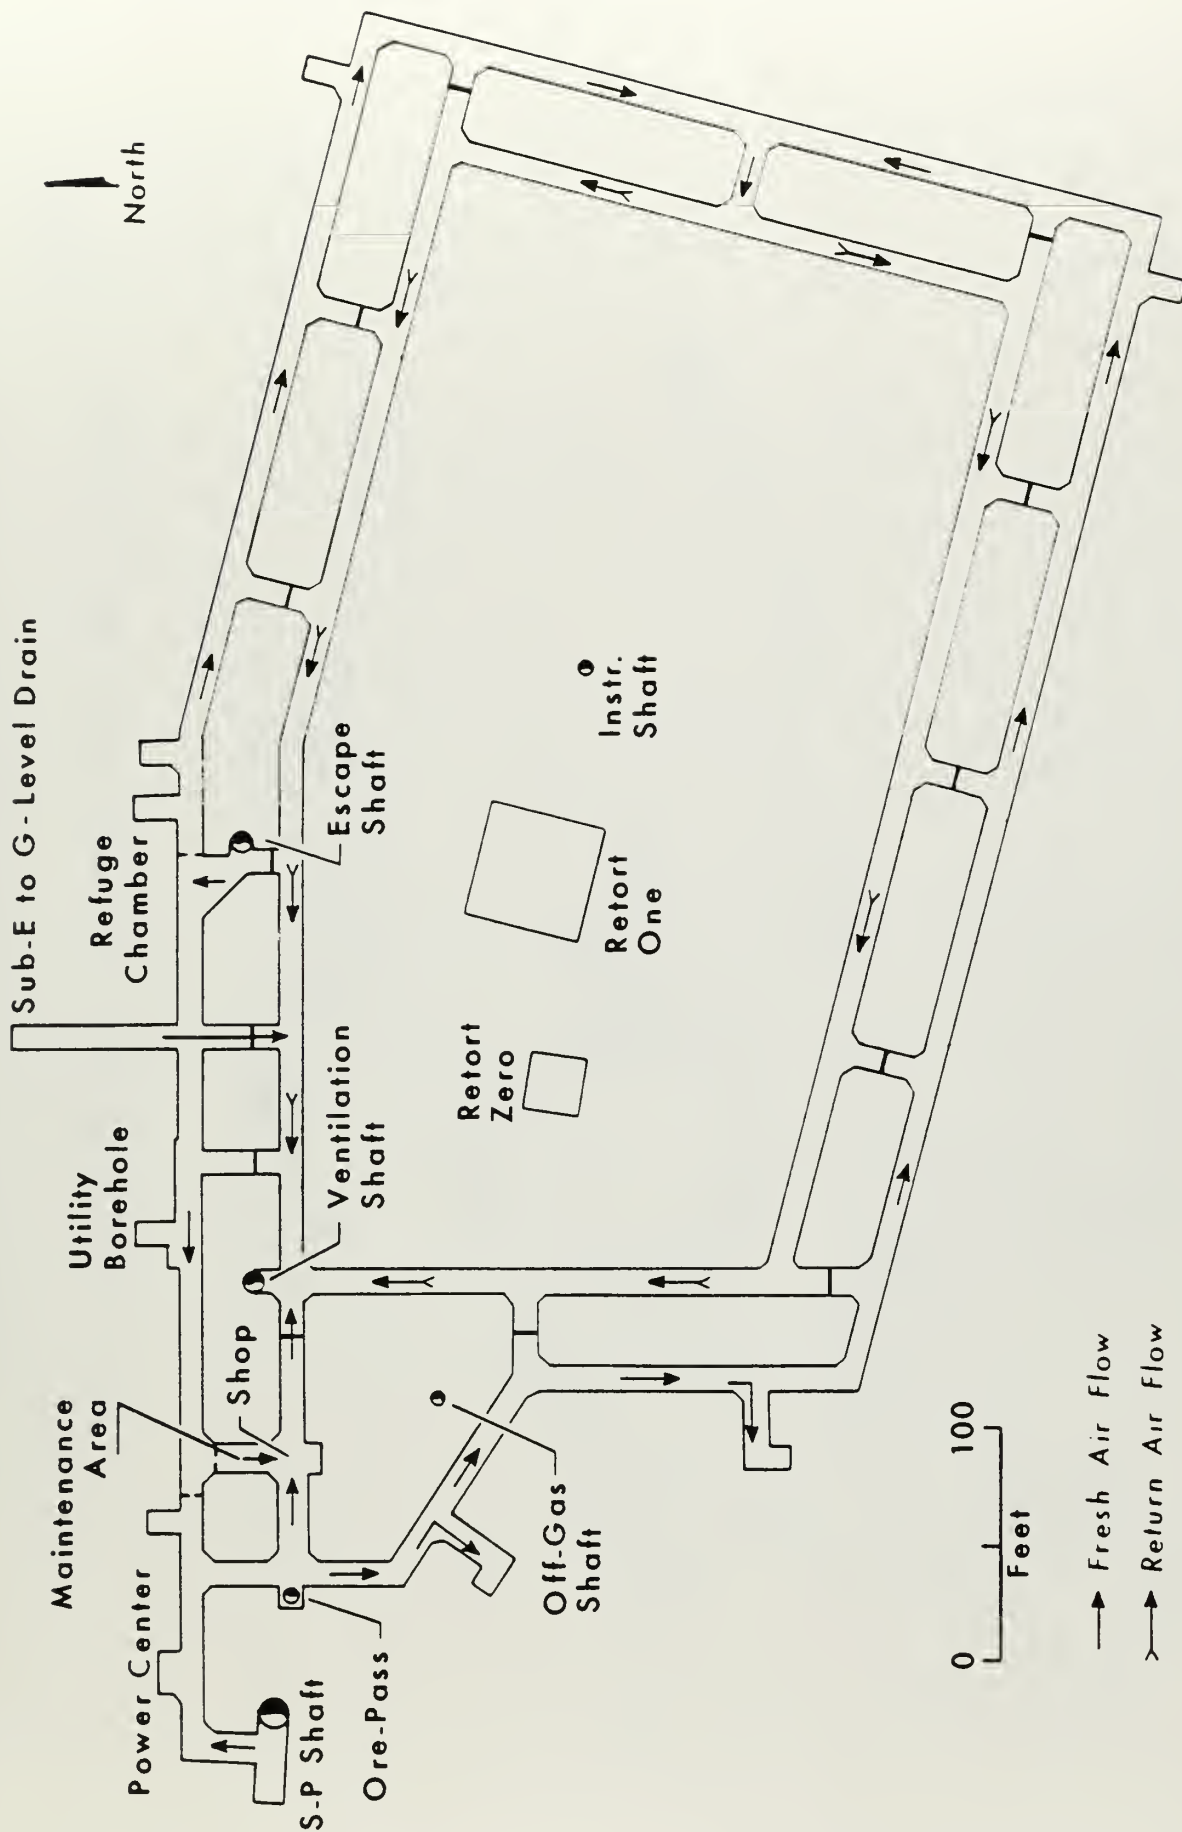 North
Sub-E to G-Level Drain
Refuge
Chamber
Escape
Shaft
Utility
Borehole
Ventilation
Shaft
Instr.
Shaft
Retort
One
Retort
Zero
Maintenance
Area
Shop
Power Center
S-P Shaft
Ore-Pass
Off-Gas
Shaft
0 100
Feet
Fresh Air Flow
Return Air Flow